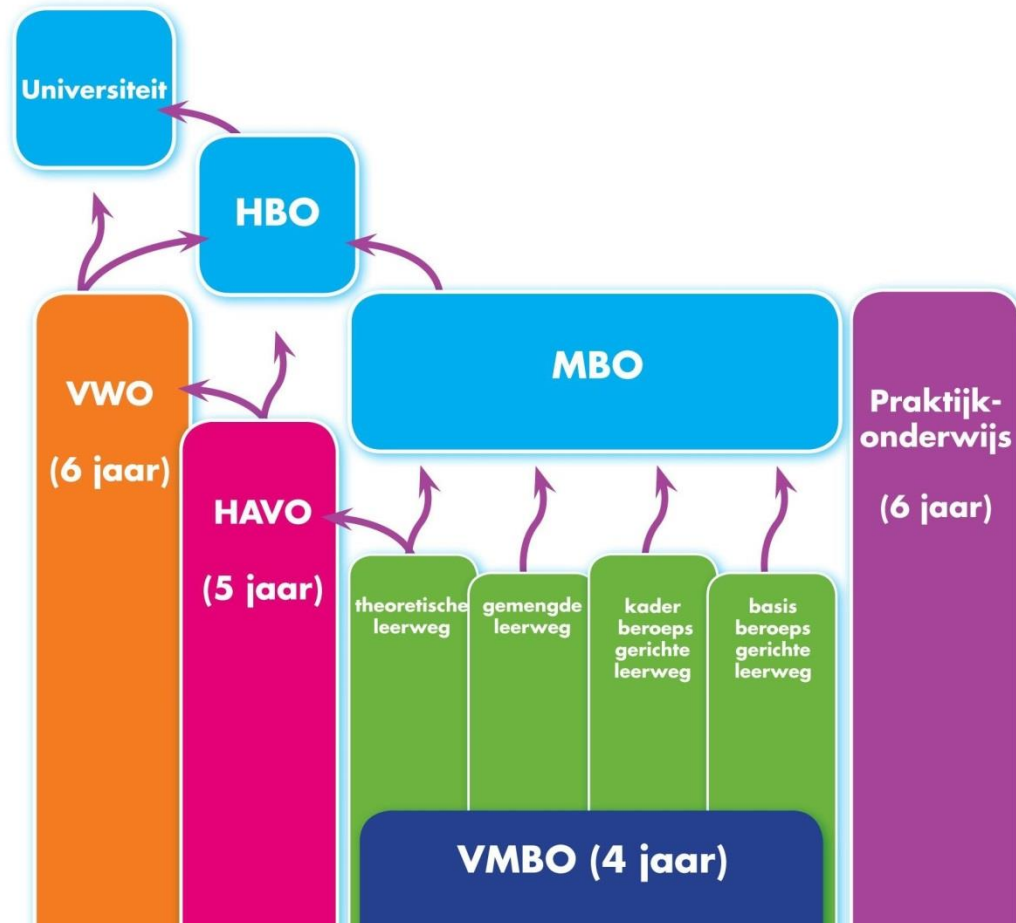 Universiteit
HBO
MBO
VWO
(6 jaar)
HAVO
(5 jaar)
Praktijk-
onderwijs
(6 jaar)
theoretische
leerweg
gemengde
leerweg
kader
beroeps
gerichte
leerweg
basis
beroeps
gerichte
leerweg
VMBO (4 jaar)